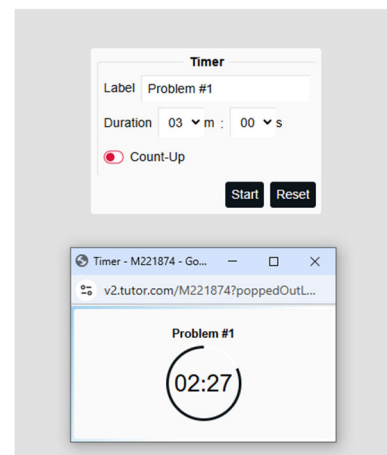 Timer
Label Problem #1
Duration 03 m : 00 s
Count-Up
Start Reset
Timer - M221874 - Go...
v2.tutor.com/M221874?poppedOutL...
Problem #1
02:27